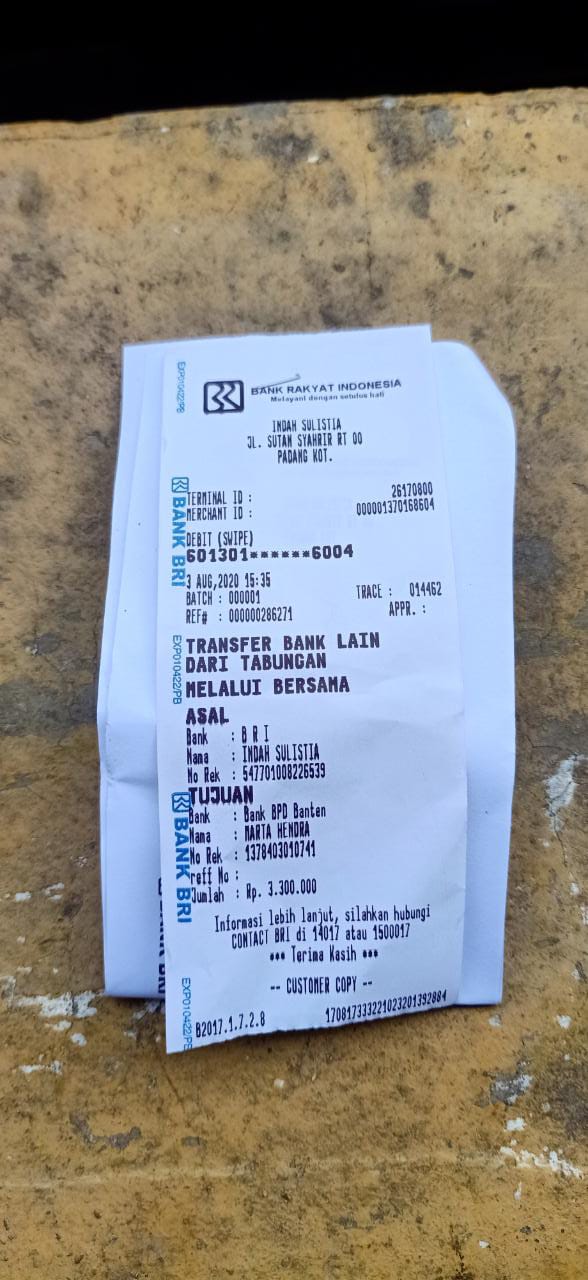 BANK RAKYAT INDONESIA
Melayani dengan setulus hati
INDAH SULISTIA
JL. SUTAN SYAHRIR RT 00
PADANG KOT.
TERMINAL ID : 26170800
MERCHANT ID : 000001370168604
DEBIT (SWIPE)
601301******6004
3 AUG,2020 15:35
BATCH : 000001 TRACE : 014462
REF# : 000000286271 APPR. :
TRANSFER BANK LAIN
DARI TABUNGAN
MELALUI BERSAMA
ASAL
Bank : B R I
Nama : INDAH SULISTIA
No Rek : 547701008226539
TUJUAN
Bank : Bank BPD Banten
Nama : MARTA HENDRA
No Rek : 1378403010741
reff No :
Jumlah : Rp. 3.300.000
Informasi lebih lanjut, silahkan hubungi
CONTACT BRI di 14017 atau 1500017
*** Terima Kasih ***
-- CUSTOMER COPY --
B2017.1.7.2.8 170817333221023201392884
EXP010422/PB
BANK BRI
EXP010422/PB
BANK BRI
EXP010422/PB